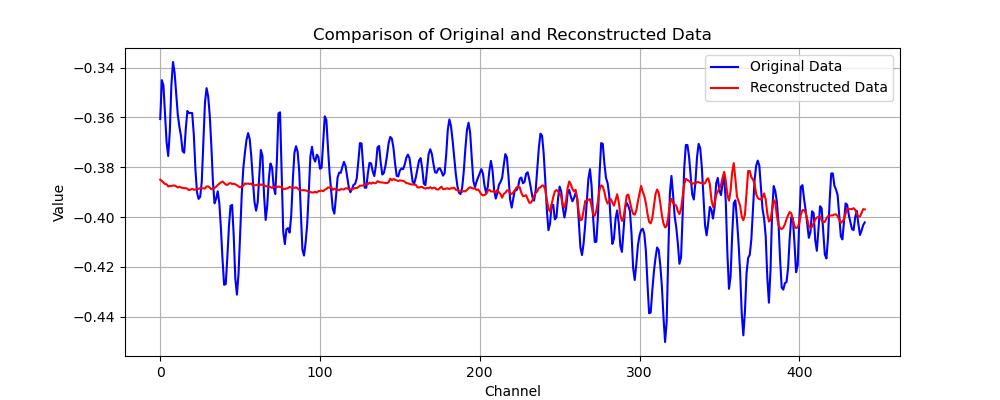 Comparison of Original and Reconstructed Data
Original Data
Reconstructed Data
Value
−0.34
−0.36
−0.38
−0.40
−0.42
−0.44
0 100 200 300 400
Channel